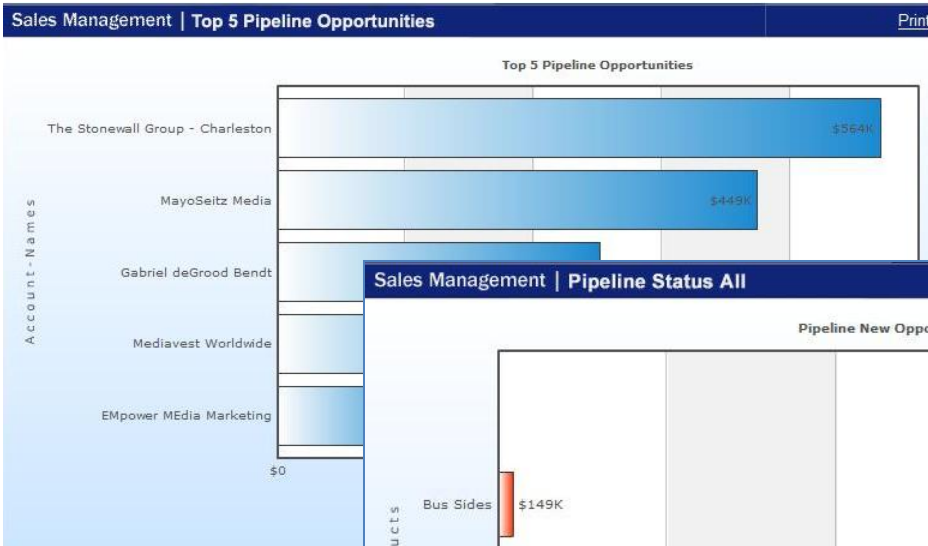 Sales Management | Top 5 Pipeline Opportunities
Print
Top 5 Pipeline Opportunities
The Stonewall Group - Charleston
$564K
MayoSeitz Media
$449K
Account-Names
Gabriel deGrood Bendt
Mediavest Worldwide
EMpower MEdia Marketing
$0
Sales Management | Pipeline Status All
Pipeline New Oppo
Bus Sides
$149K
ucts